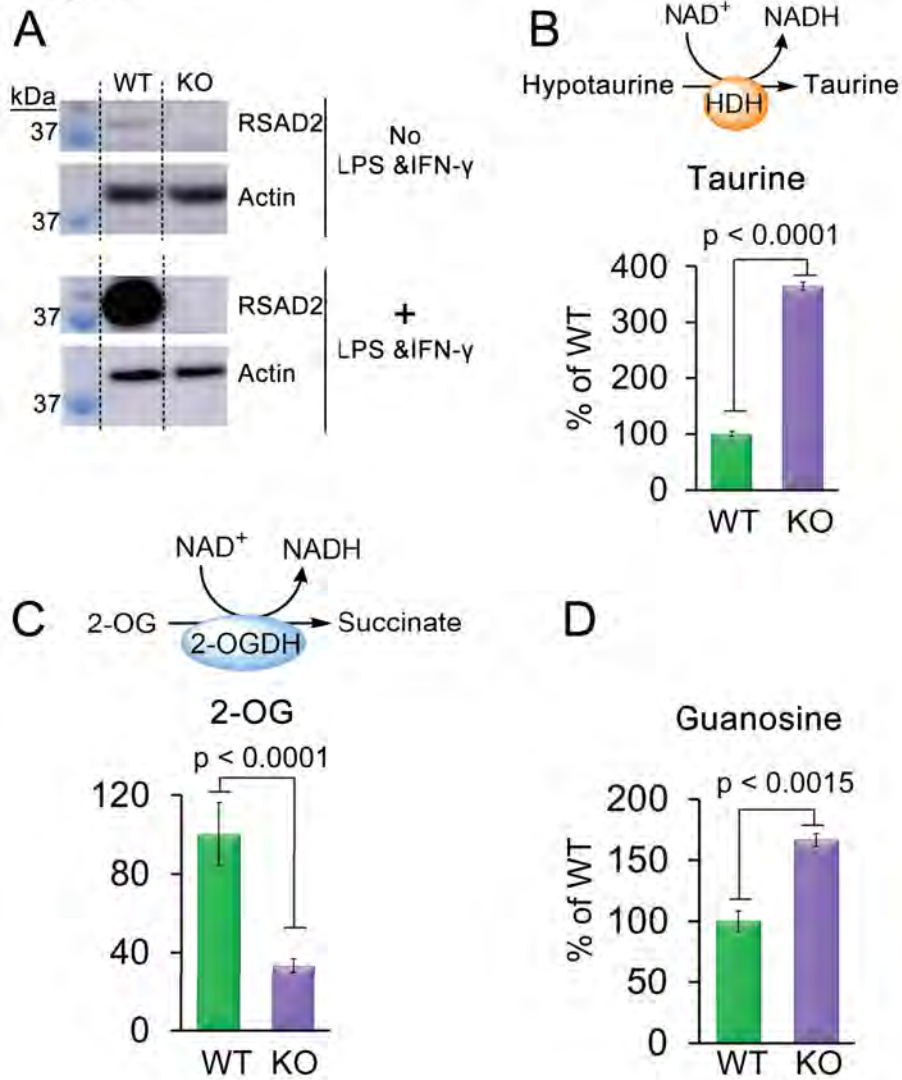 A
WT KO
kDa
37
RSAD2
No
LPS &IFN-γ
Actin
37
37
RSAD2
+
LPS &IFN-γ
Actin
37
B
NAD+ NADH
Hypotaurine HDH Taurine
Taurine
p < 0.0001
% of WT
400
300
200
100
0
WT KO
C
NAD+ NADH
2-OG 2-OGDH Succinate
2-OG
p < 0.0001
120
80
40
0
WT KO
D
Guanosine
p < 0.0015
% of WT
200
150
100
50
0
WT KO